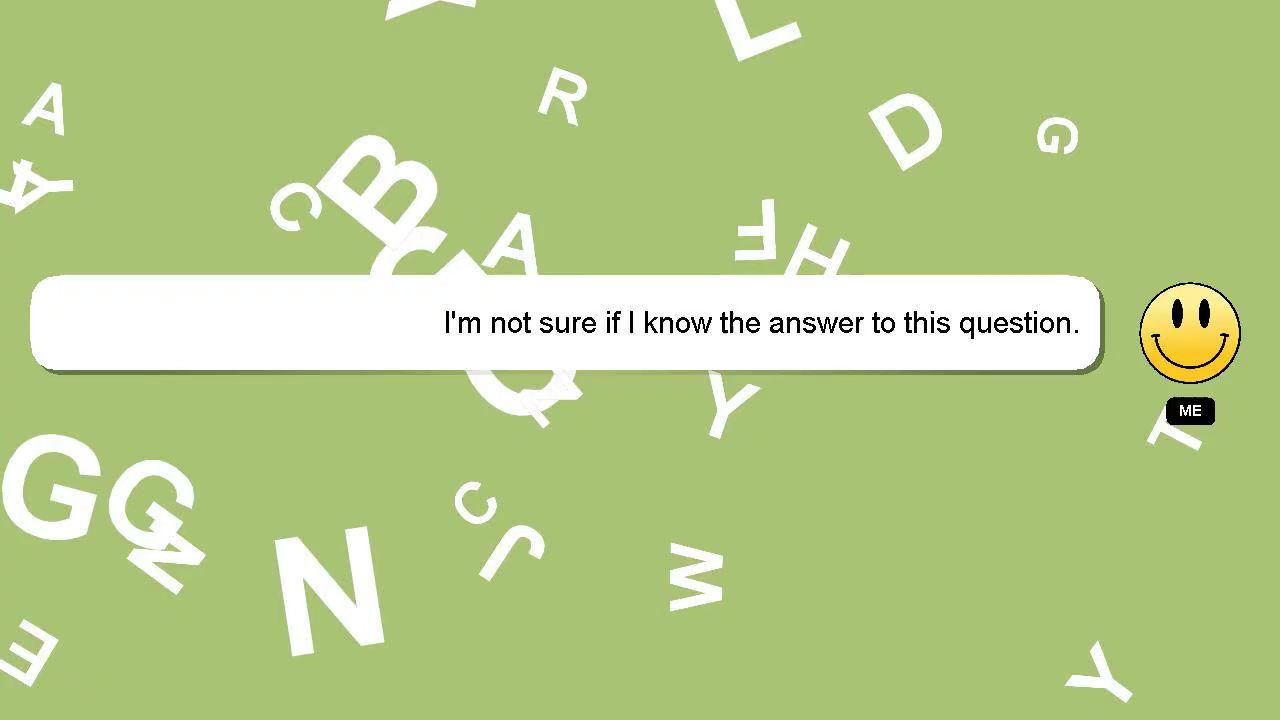 L
R
A
D
G
B
C
A
F
H
I'm not sure if I know the answer to this question.
ME
Y
T
G
G
N
C
J
N
W
E
Y